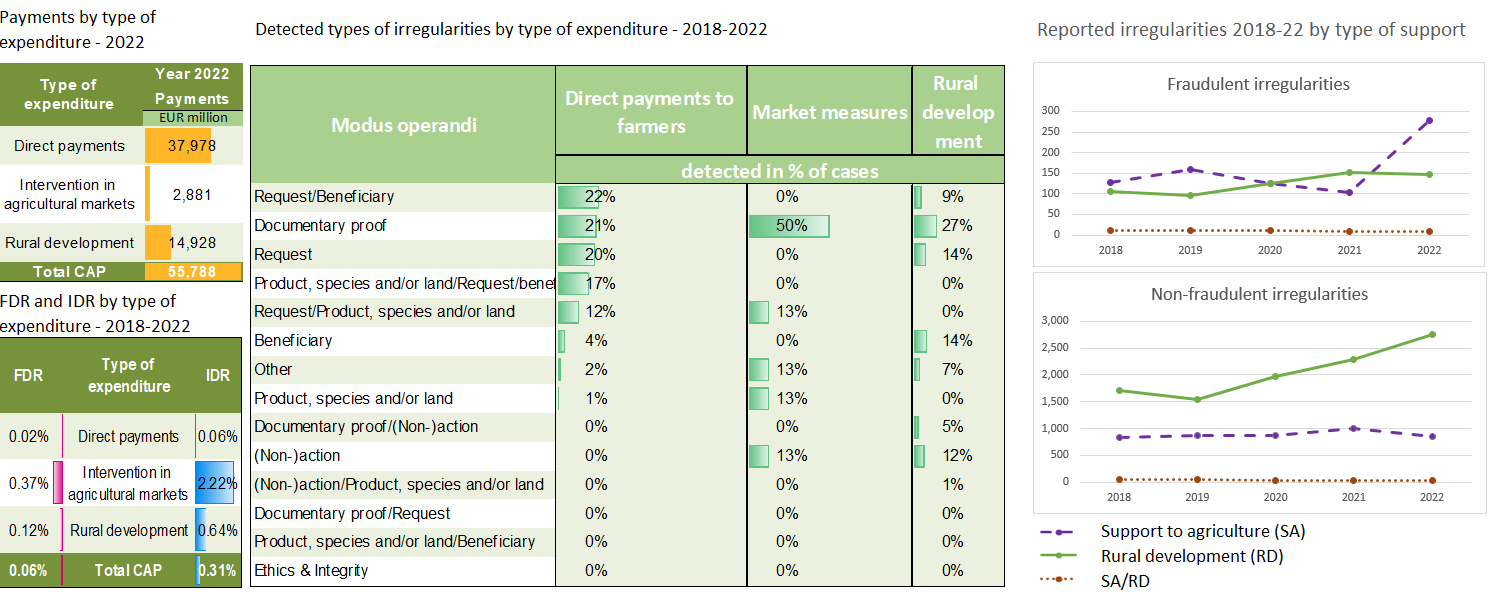 Payments by type of
expenditure - 2022
Type of
expenditure
Year 2022
Payments
EUR million
Direct payments 37,978
Intervention in
agricultural markets 2,881
Rural development 14,928
Total CAP 55,788
FDR and IDR by type of
expenditure - 2018-2022
FDR
Type of
expenditure
IDR
0.02% Direct payments 0.06%
0.37% Intervention in
agricultural markets 2.22%
0.12% Rural development 0.64%
0.06% Total CAP 0.31%
Detected types of irregularities by type of expenditure - 2018-2022
Modus operandi
Direct payments to
farmers
Market measures
Rural
develop
ment
detected in % of cases
Request/Beneficiary 22% 0% 9%
Documentary proof 21% 50% 27%
Request 20% 0% 14%
Product, species and/or land/Request/benef 17% 0% 0%
Request/Product, species and/or land 12% 13% 0%
Beneficiary 4% 0% 14%
Other 2% 13% 7%
Product, species and/or land 1% 13% 0%
Documentary proof/(Non-)action 0% 0% 5%
(Non-)action 0% 13% 12%
(Non-)action/Product, species and/or land 0% 0% 1%
Documentary proof/Request 0% 0% 0%
Product, species and/or land/Beneficiary 0% 0% 0%
Ethics & Integrity 0% 0% 0%
Reported irregularities 2018-22 by type of support
Fraudulent irregularities
300
250
200
150
100
50
0
2018 2019 2020 2021 2022
Non-fraudulent irregularities
3,000
2,500
2,000
1,500
1,000
500
0
2018 2019 2020 2021 2022
Support to agriculture (SA)
Rural development (RD)
SA/RD